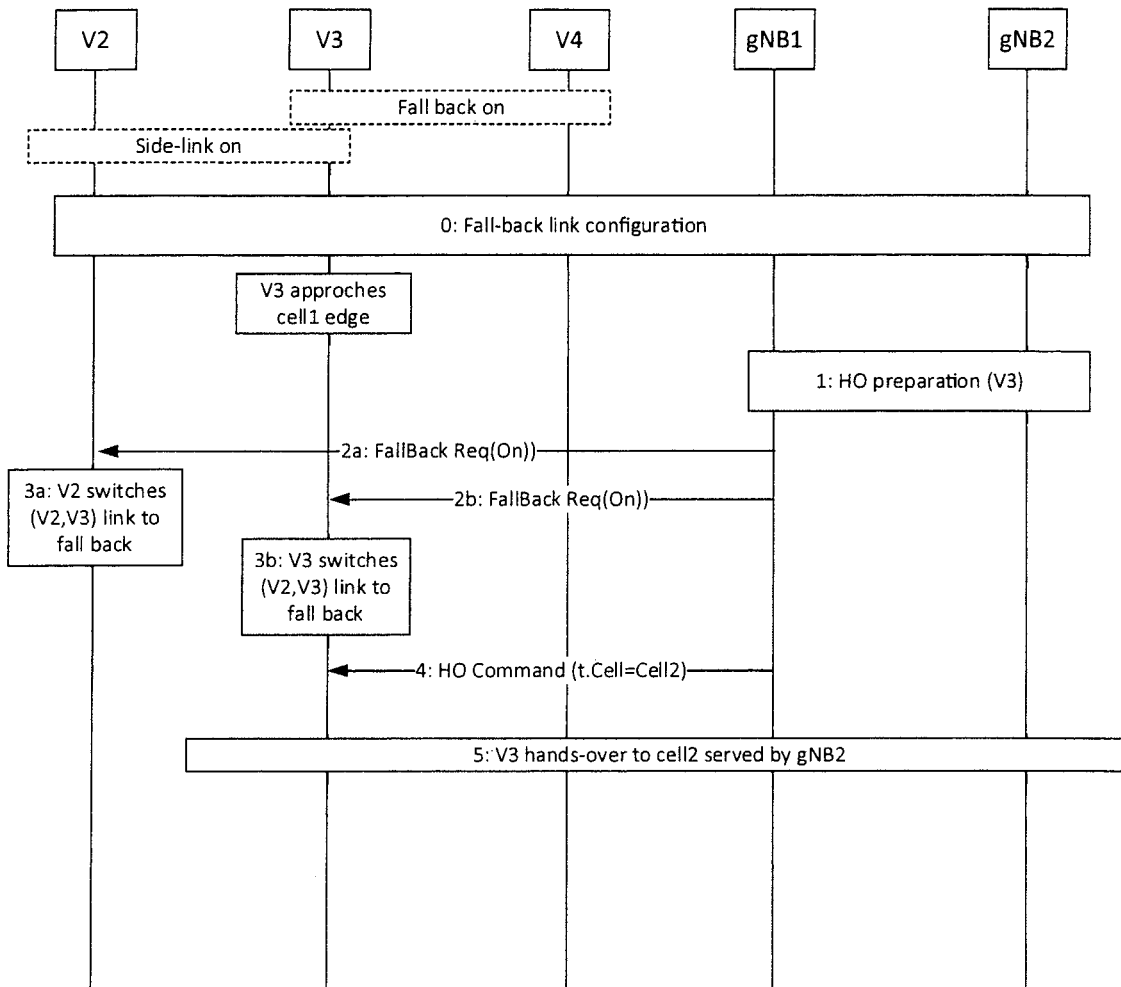 V2
V3
V4
gNB1
gNB2
Fall back on
Side-link on
0: Fall-back link configuration
V3 approches
cell1 edge
1: HO preparation (V3)
2a: FallBack Req(On))
3a: V2 switches
(V2,V3) link to
fall back
2b: FallBack Req(On))
3b: V3 switches
(V2,V3) link to
fall back
4: HO Command (t.Cell=Cell2)
5: V3 hands-over to cell2 served by gNB2